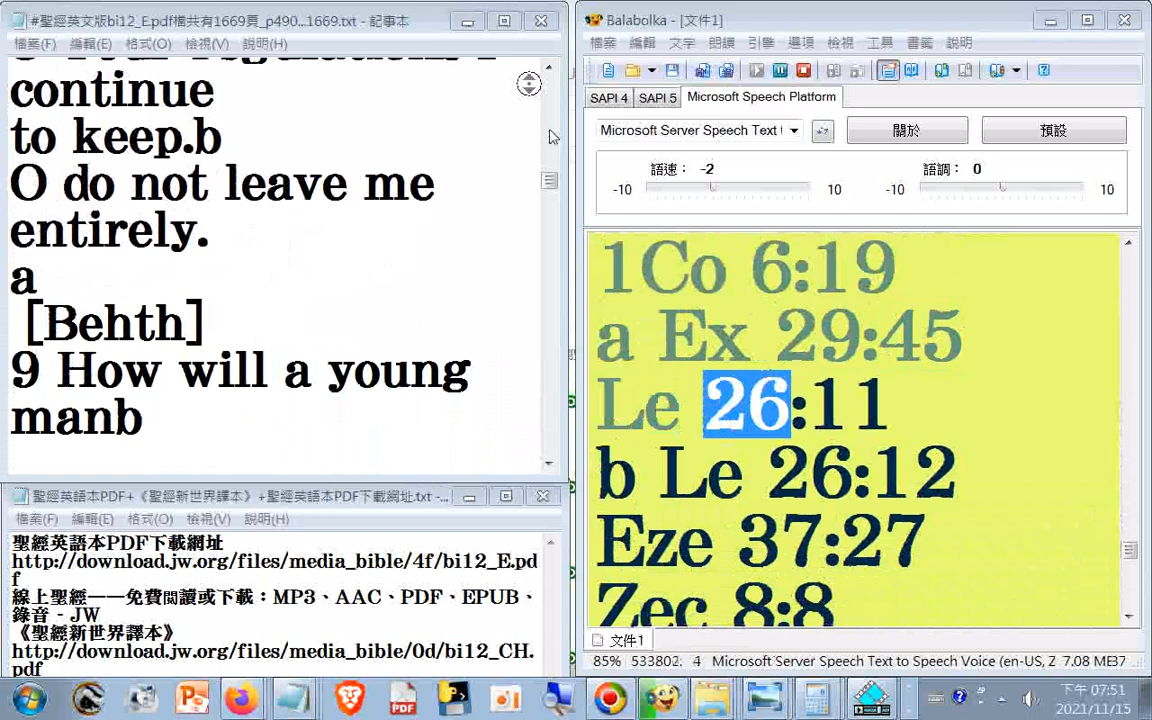 #聖經英文版bi12_E.pdf檔共有1669頁_p490...1669.txt - 記事本
檔案(F) 編輯(E) 格式(O) 檢視(V) 說明(H)
continue
to keep.b
O do not leave me
entirely.
a
[Behth]
9 How will a young
manb
聖經英語本PDF+《聖經新世界譯本》+聖經英語本PDF下載網址.txt -...
檔案(F) 編輯(E) 格式(O) 檢視(V) 說明(H)
聖經英語本PDF下載網址
http://download.jw.org/files/media_bible/4f/bi12_E.pd
f
線上聖經——免費閱讀或下載：MP3、AAC、PDF、EPUB、
錄音 - JW
《聖經新世界譯本》
http://download.jw.org/files/media_bible/0d/bi12_CH.
pdf
Balabolka - [文件1]
檔案 編輯 文字 朗讀 引擎 選項 檢視 工具 書籤 說明
SAPI 4 SAPI 5 Microsoft Speech Platform
Microsoft Server Speech Text 關於 預設
語速： -2 語調： 0
-10 10 -10 10
1Co 6:19
a Ex 29:45
Le 26:11
b Le 26:12
Eze 37:27
Zec 8:8
文件1
85% 533802. 4 Microsoft Server Speech Text to Speech Voice (en-US, Z 7.08 ME37
下午 07:51
2021/11/15